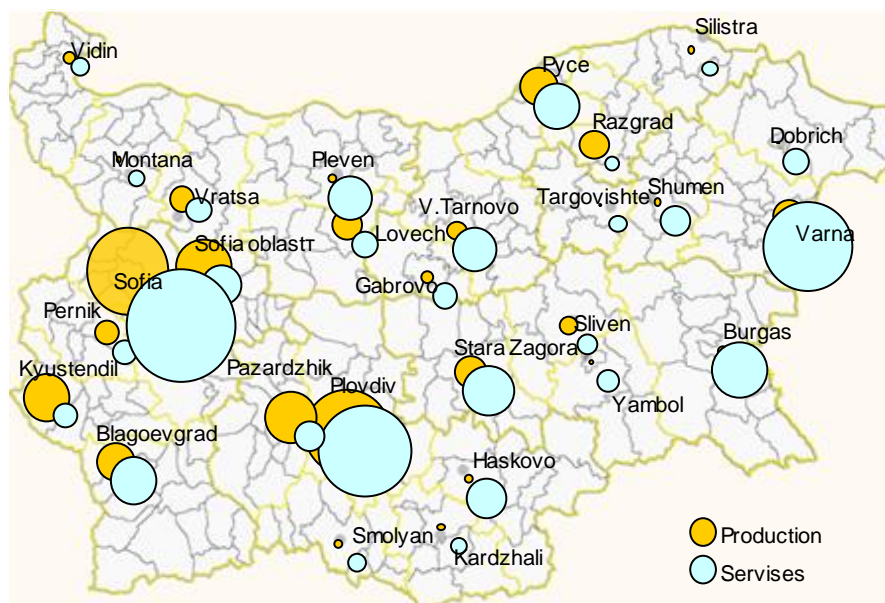 Silistra
Vidin
Pyce
Razgrad
Dobrich
Montana
Pleven
Vratsa
Targovishte
Shumen
V.Tarnovo
Varna
Sofia oblastт
Lovech
Sofia
Gabrovo
Pernik
Sliven
Burgas
Stara Zagora
Kyustendil
Pazardzhik
Plovdiv
Yambol
Blagoevgrad
Haskovo
Smolyan
Kardzhali
Production
Servises